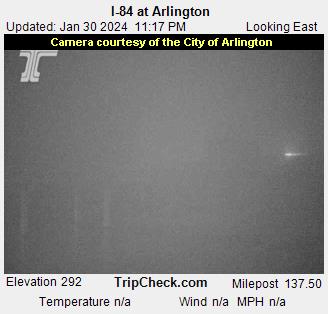 I-84 at Arlington
Updated: Jan 30 2024 11:17 PM Looking East
Camera courtesy of the City of Arlington
Elevation 292 TripCheck.com Milepost 137.50
Temperature n/a Wind n/a MPH n/a